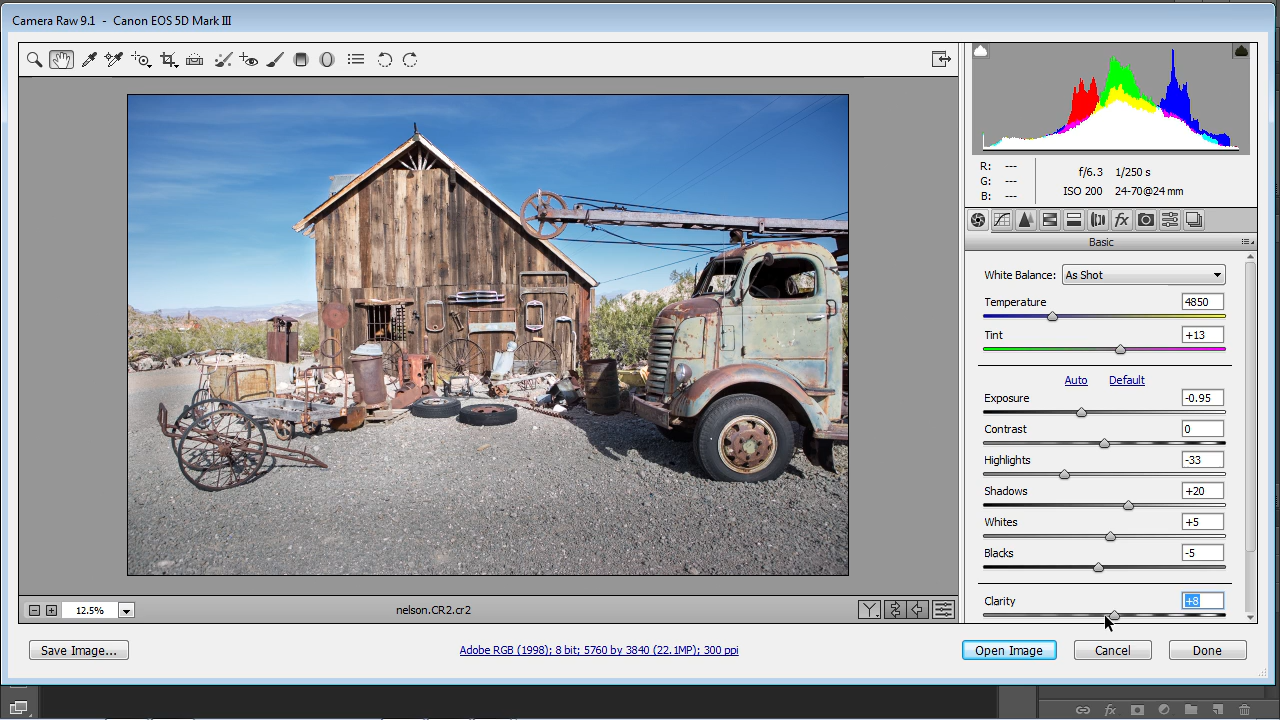 Camera Raw 9.1 - Canon EOS 5D Mark III
R: ---
G: ---
B: ---
f/6.3 1/250 s
ISO 200 24-70@24 mm
fx
Basic
White Balance: As Shot
Temperature 4850
Tint +13
Auto Default
Exposure -0.95
Contrast 0
Highlights -33
Shadows +20
Whites +5
Blacks -5
Clarity +8
12.5% nelson.CR2.cr2 Y
Save Image... Adobe RGB (1998); 8 bit; 5760 by 3840 (22.1MP); 300 ppi Open Image Cancel Done
fx